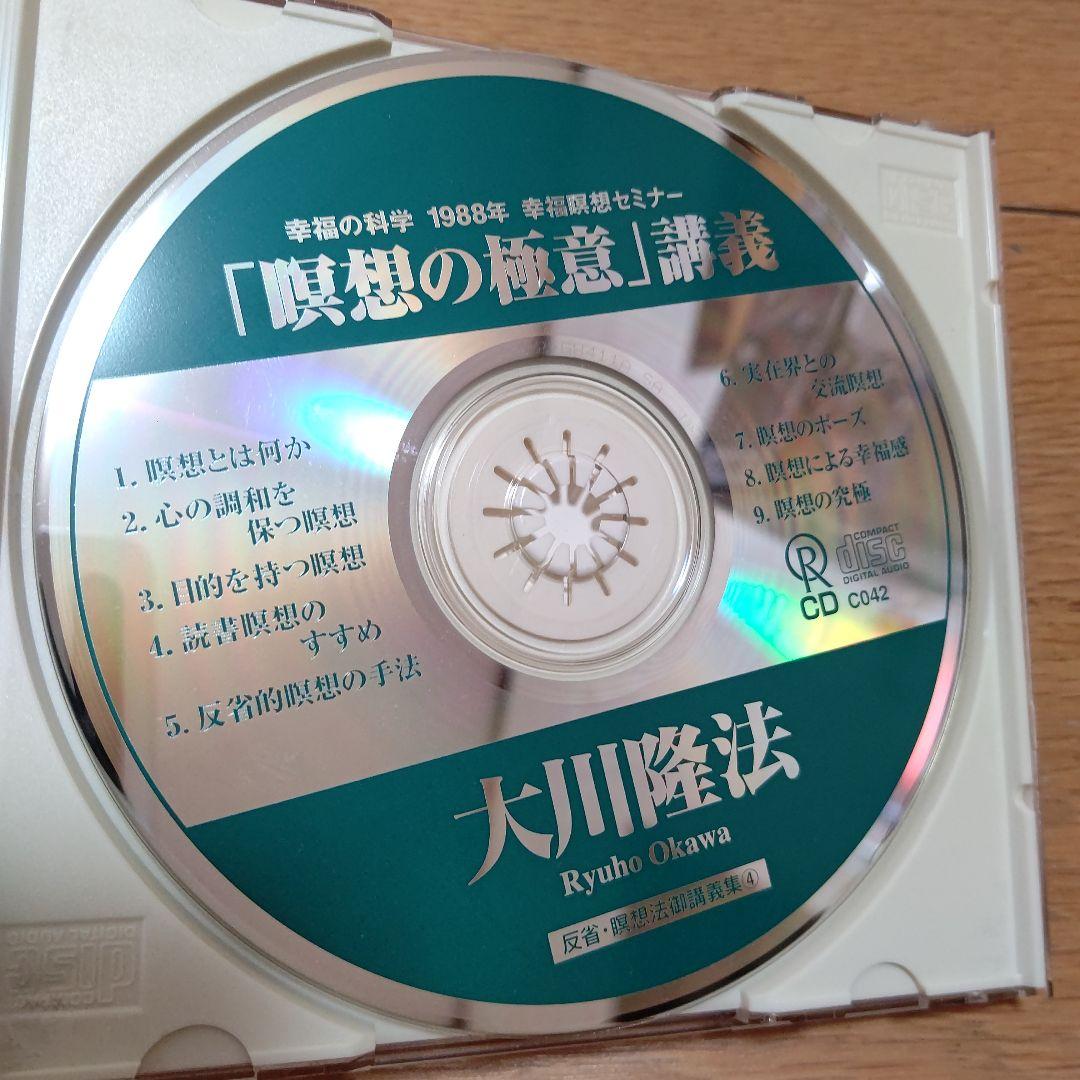 幸福の科学 1988年 幸福瞑想セミナー
「瞑想の極意」講義
1. 瞑想とは何か
2. 心の調和を
保つ瞑想
3. 目的を持つ瞑想
4. 読書瞑想の
すすめ
5. 反省的瞑想の手法
6. 実在界との
交流瞑想
7. 瞑想のポーズ
8. 瞑想による幸福感
9. 瞑想の究極
R
CD
COMPACT
disc
DIGITAL AUDIO
C042
大川隆法
Ryuho Okawa
反省・瞑想法御講義集④